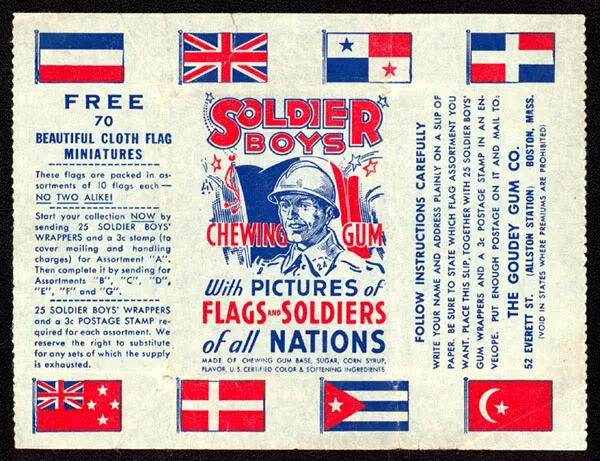 FREE
70
BEAUTIFUL CLOTH FLAG
MINIATURES
These flags are packed in as-
sortments of 10 flags each—
NO TWO ALIKE!
Start your collection NOW by
sending 25 SOLDIER BOYS'
WRAPPERS and a 3c stamp (to
cover mailing and handling
charges) for Assortment "A".
Then complete it by sending for
Assortments "B", "C", "D",
"E", "F" and "G".
25 SOLDIER BOYS' WRAPPERS
and a 3c POSTAGE STAMP re-
quired for each assortment. We
reserve the right to substitute
for any sets of which the supply
is exhausted.
SOLDIER
BOYS
CHEWING GUM
With PICTURES of
FLAGS AND SOLDIERS
of all NATIONS
MADE OF CHEWING GUM BASE, SUGAR, CORN SYRUP,
FLAVOR, U.S. CERTIFIED COLOR & SOFTENING INGREDIENTS
FOLLOW INSTRUCTIONS CAREFULLY
WRITE YOUR NAME AND ADDRESS PLAINLY ON A SLIP OF
PAPER. BE SURE TO STATE WHICH FLAG ASSORTMENT YOU
WANT. PLACE THIS SLIP, TOGETHER WITH 25 SOLDIER BOYS'
GUM WRAPPERS AND A 3c POSTAGE STAMP IN AN EN-
VELOPE. PUT ENOUGH POSTAGE ON IT AND MAIL TO:
THE GOUDEY GUM CO.
52 EVERETT ST. (ALLSTON STATION) BOSTON, MASS.
(VOID IN STATES WHERE PREMIUMS ARE PROHIBITED)